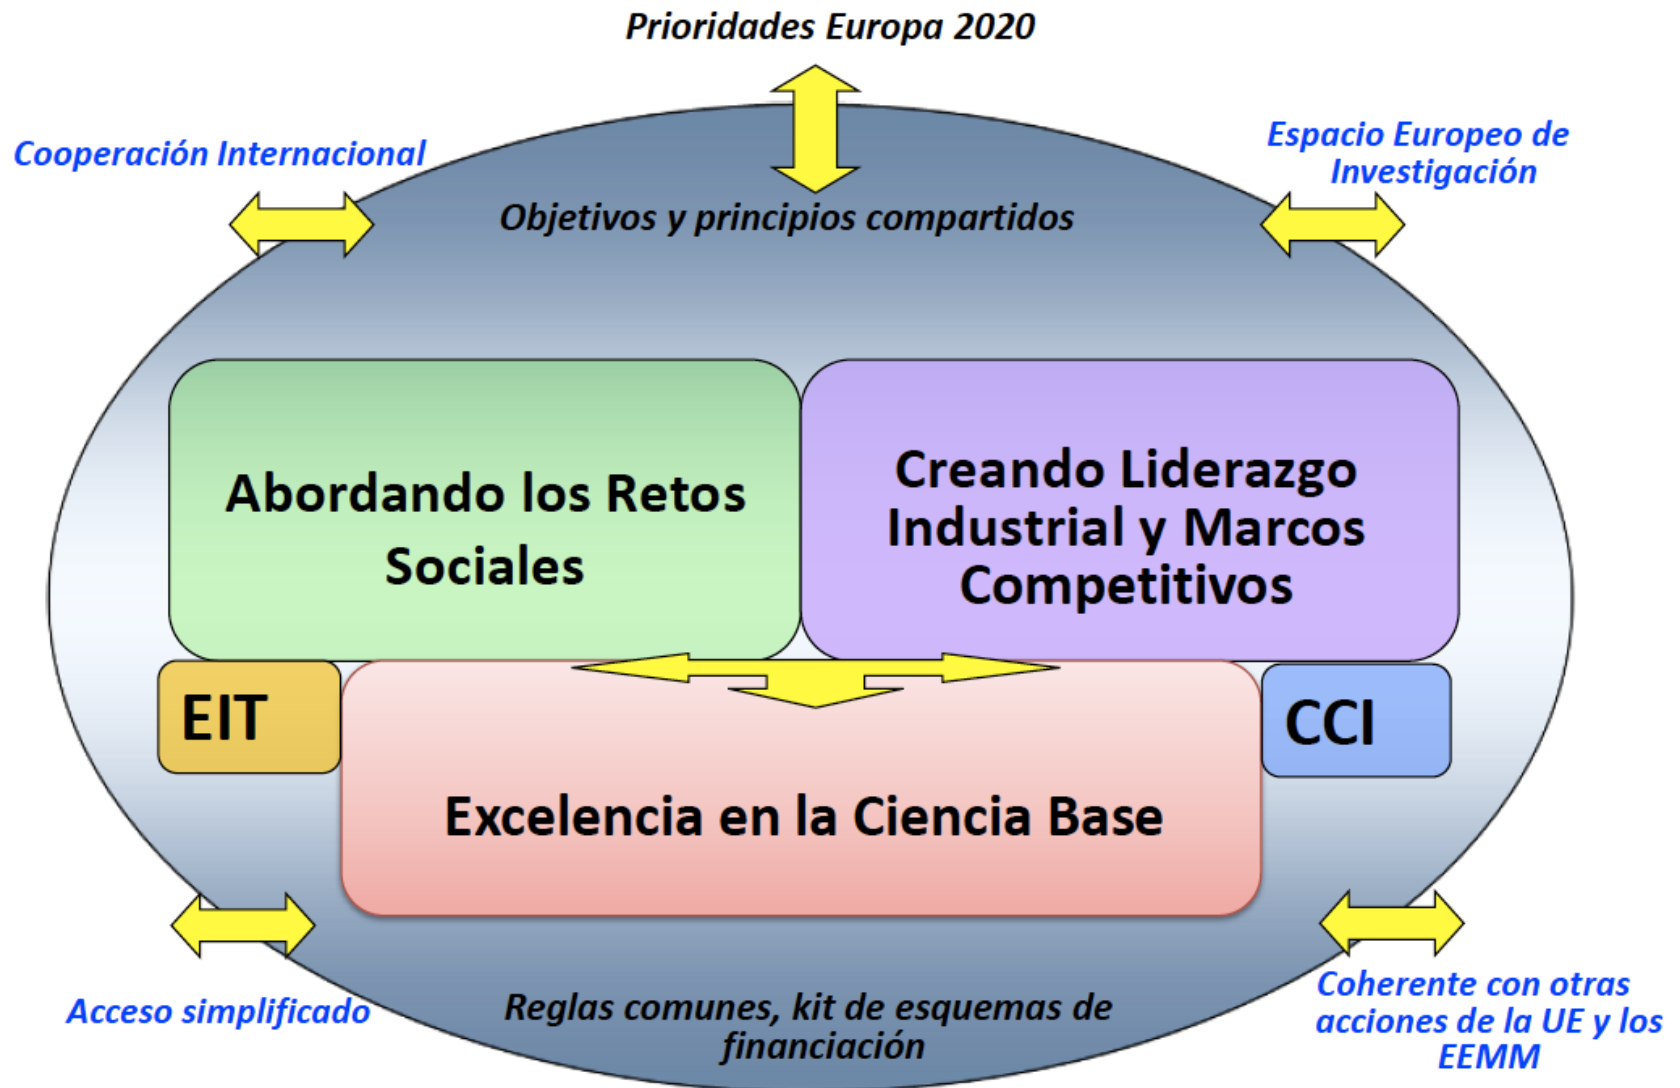 Prioridades Europa 2020
Cooperación Internacional
Espacio Europeo de
Investigación
Objetivos y principios compartidos
Abordando los Retos
Sociales
Creando Liderazgo
Industrial y Marcos
Competitivos
EIT
CCI
Excelencia en la Ciencia Base
Acceso simplificado
Reglas comunes, kit de esquemas de
financiación
Coherente con otras
acciones de la UE y los
EEMM